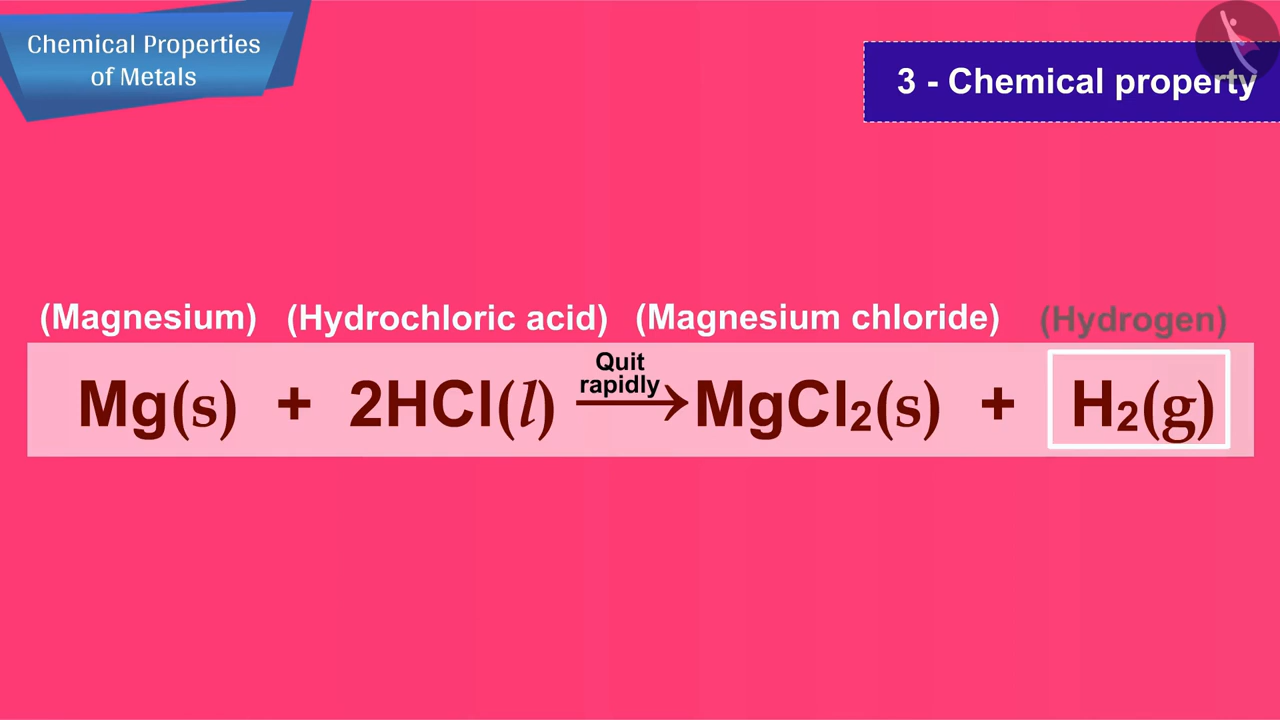 Chemical Properties
of Metals
3 - Chemical property
(Magnesium) (Hydrochloric acid) (Magnesium chloride) (Hydrogen)
Quit
rapidly
Mg(s) + 2HCl(l) → MgCl₂(s) + H₂(g)